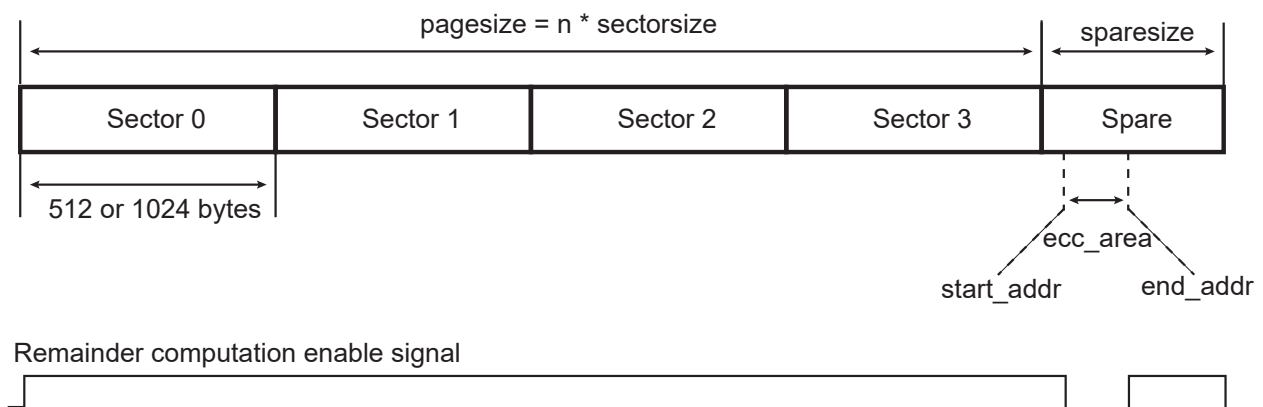 pagesize = n * sectorsize
sparesize
Sector 0
Sector 1
Sector 2
Sector 3
Spare
512 or 1024 bytes
ecc_area
start_addr
end_addr
Remainder computation enable signal